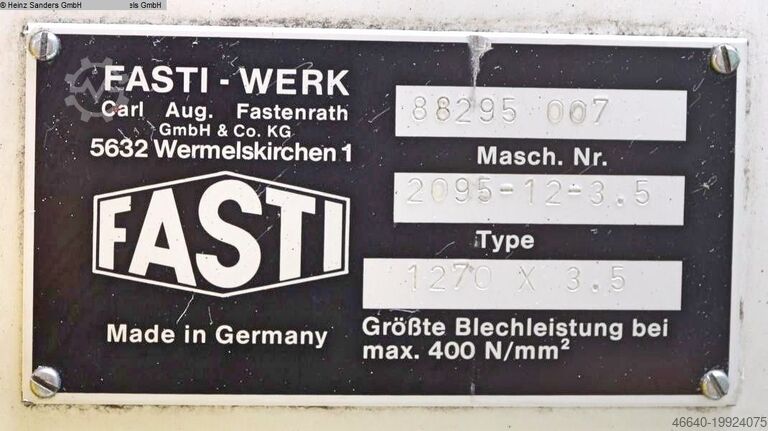 © Heinz Sanders GmbH
els GmbH
FASTI - WERK
Carl Aug. Fastenrath
GmbH & Co. KG
5632 Wermelskirchen 1
FASTI
Made in Germany
88295 007
Masch. Nr.
2095-12-3.5
Type
1270 X 3.5
Größte Blechleistung bei
max. 400 N/mm²
46640-19924075